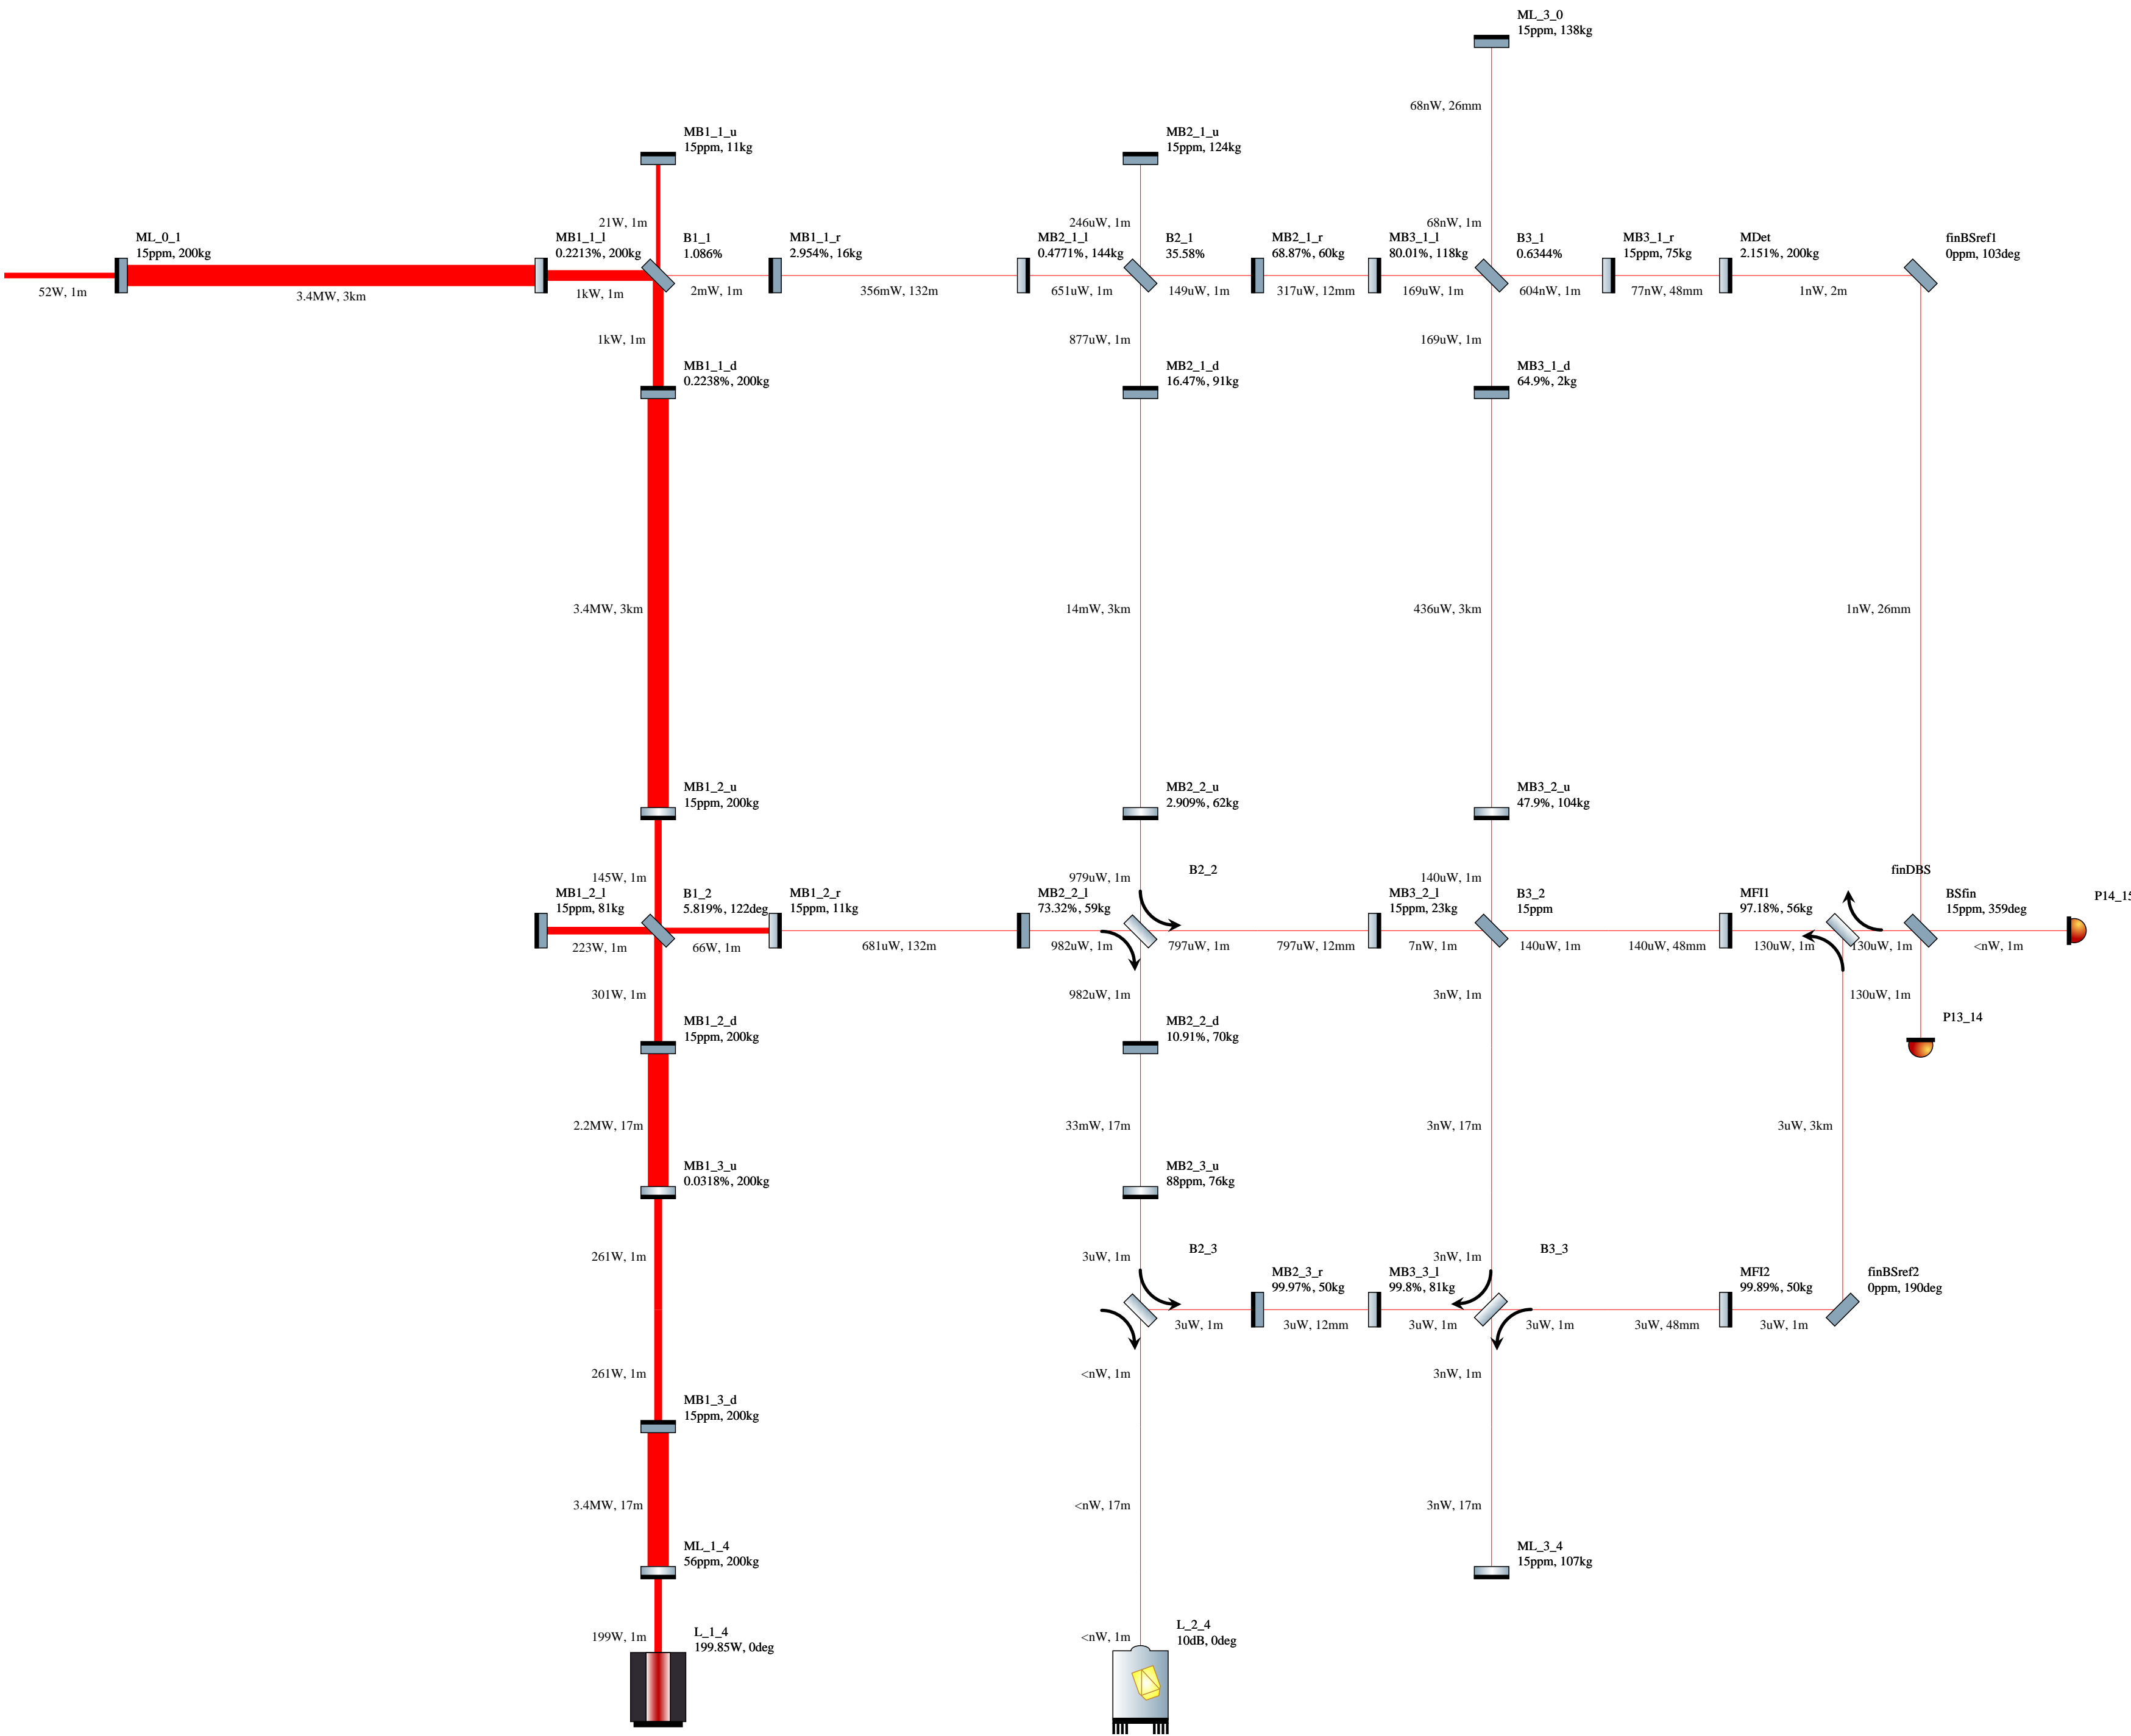 ML_3_0
15ppm, 138kg
68nW, 26mm
MB1_1_u
15ppm, 11kg
MB2_1_u
15ppm, 124kg
21W, 1m
246uW, 1m
68nW, 1m
ML_0_1
15ppm, 200kg
MB1_1_l
0.2213%, 200kg
B1_1
1.086%
MB1_1_r
2.954%, 16kg
MB2_1_l
0.4771%, 144kg
B2_1
35.58%
MB2_1_r
68.87%, 60kg
MB3_1_l
80.01%, 118kg
B3_1
0.6344%
MB3_1_r
15ppm, 75kg
MDet
2.151%, 200kg
finBSref1
0ppm, 103deg
52W, 1m
3.4MW, 3km
1kW, 1m
2mW, 1m
356mW, 132m
651uW, 1m
149uW, 1m
317uW, 12mm
169uW, 1m
604nW, 1m
77nW, 48mm
1nW, 2m
1kW, 1m
877uW, 1m
169uW, 1m
MB1_1_d
0.2238%, 200kg
MB2_1_d
16.47%, 91kg
MB3_1_d
64.9%, 2kg
3.4MW, 3km
14mW, 3km
436uW, 3km
1nW, 26mm
MB1_2_u
15ppm, 200kg
MB2_2_u
2.909%, 62kg
MB3_2_u
47.9%, 104kg
145W, 1m
979uW, 1m
B2_2
140uW, 1m
finDBS
MB1_2_l
15ppm, 81kg
B1_2
5.819%, 122deg
MB1_2_r
15ppm, 11kg
MB2_2_l
73.32%, 59kg
MB3_2_l
15ppm, 23kg
B3_2
15ppm
MFI1
97.18%, 56kg
BSfin
15ppm, 359deg
P14_15
223W, 1m
66W, 1m
681uW, 132m
982uW, 1m
797uW, 1m
797uW, 12mm
7nW, 1m
140uW, 1m
140uW, 48mm
130uW, 1m
130uW, 1m
<nW, 1m
301W, 1m
982uW, 1m
3nW, 1m
130uW, 1m
MB1_2_d
15ppm, 200kg
MB2_2_d
10.91%, 70kg
P13_14
2.2MW, 17m
33mW, 17m
3nW, 17m
3uW, 3km
MB1_3_u
0.0318%, 200kg
MB2_3_u
88ppm, 76kg
261W, 1m
3uW, 1m
B2_3
3nW, 1m
B3_3
MB2_3_r
99.97%, 50kg
MB3_3_l
99.8%, 81kg
MFI2
99.89%, 50kg
finBSref2
0ppm, 190deg
3uW, 1m
3uW, 12mm
3uW, 1m
3uW, 1m
3uW, 48mm
3uW, 1m
261W, 1m
<nW, 1m
3nW, 1m
MB1_3_d
15ppm, 200kg
3.4MW, 17m
<nW, 17m
3nW, 17m
ML_1_4
56ppm, 200kg
ML_3_4
15ppm, 107kg
199W, 1m
L_1_4
199.85W, 0deg
<nW, 1m
L_2_4
10dB, 0deg